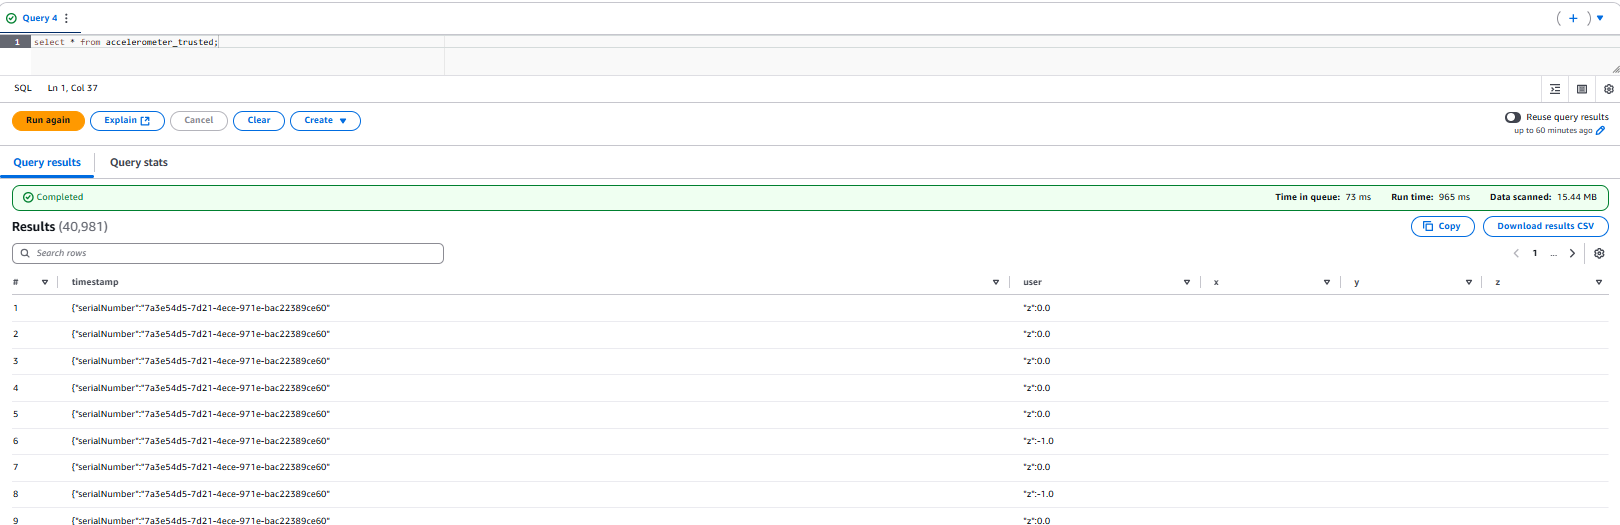 Query 4
1 select * from accelerometer_trusted;
SQL Ln 1, Col 37
Run again Explain Cancel Clear Create
Reuse query results
up to 60 minutes ago
Query results Query stats
Completed Time in queue: 73 ms Run time: 965 ms Data scanned: 15.44 MB
Results (40,981) Copy Download results CSV
Search rows 1 ...
# timestamp user x y z
1 {"serialNumber":"7a3e54d5-7d21-4ece-971e-bac22389ce60" "z":0.0
2 {"serialNumber":"7a3e54d5-7d21-4ece-971e-bac22389ce60" "z":0.0
3 {"serialNumber":"7a3e54d5-7d21-4ece-971e-bac22389ce60" "z":0.0
4 {"serialNumber":"7a3e54d5-7d21-4ece-971e-bac22389ce60" "z":0.0
5 {"serialNumber":"7a3e54d5-7d21-4ece-971e-bac22389ce60" "z":0.0
6 {"serialNumber":"7a3e54d5-7d21-4ece-971e-bac22389ce60" "z":-1.0
7 {"serialNumber":"7a3e54d5-7d21-4ece-971e-bac22389ce60" "z":0.0
8 {"serialNumber":"7a3e54d5-7d21-4ece-971e-bac22389ce60" "z":-1.0
9 {"serialNumber":"7a3e54d5-7d21-4ece-971e-bac22389ce60" "z":0.0